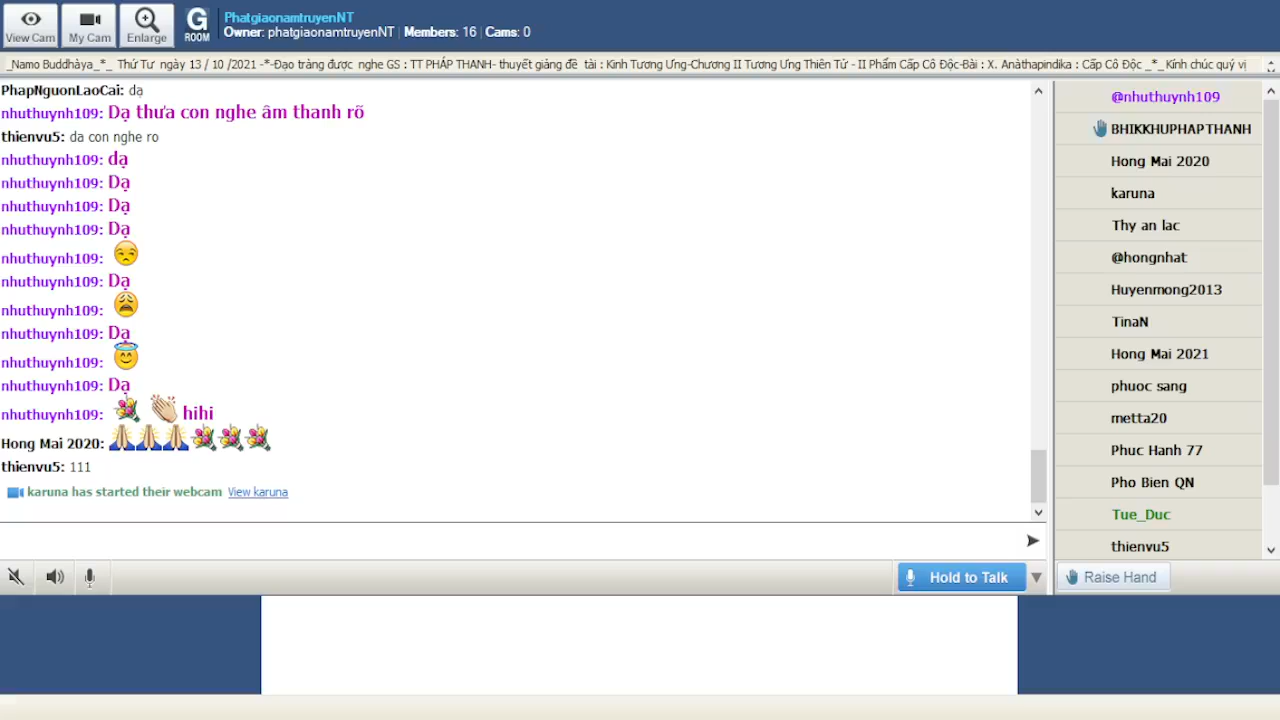 View Cam
My Cam
Enlarge
G
ROOM
PhatgiaonamtruyenNT
Owner: phatgiaonamtruyenNT | Members: 16 | Cams: 0
_Namo Buddhàya_*_ Thứ Tư ngày 13 / 10 /2021 -*-Đạo tràng được nghe GS : TT PHÁP THANH- thuyết giảng đề tài : Kinh Tương Ưng-Chương II Tương Ưng Thiên Tử - II Phẩm Cấp Cô Độc-Bài : X. Anàthapindika : Cấp Cô Độc _*_ Kính chúc quý vị
PhapNguonLaoCai: dạ
nhuthuynh109: Dạ thưa con nghe âm thanh rõ
thienvu5: da con nghe ro
nhuthuynh109: dạ
nhuthuynh109: Dạ
nhuthuynh109: Dạ
nhuthuynh109: Dạ
nhuthuynh109:
nhuthuynh109: Dạ
nhuthuynh109:
nhuthuynh109: Dạ
nhuthuynh109:
nhuthuynh109: Dạ
nhuthuynh109: hihi
Hong Mai 2020:
thienvu5: 111
karuna has started their webcam View karuna
Hold to Talk
@nhuthuynh109
BHIKKHUPHAPTHANH
Hong Mai 2020
karuna
Thy an lac
@hongnhat
Huyenmong2013
TinaN
Hong Mai 2021
phuoc sang
metta20
Phuc Hanh 77
Pho Bien QN
Tue_Duc
thienvu5
Raise Hand